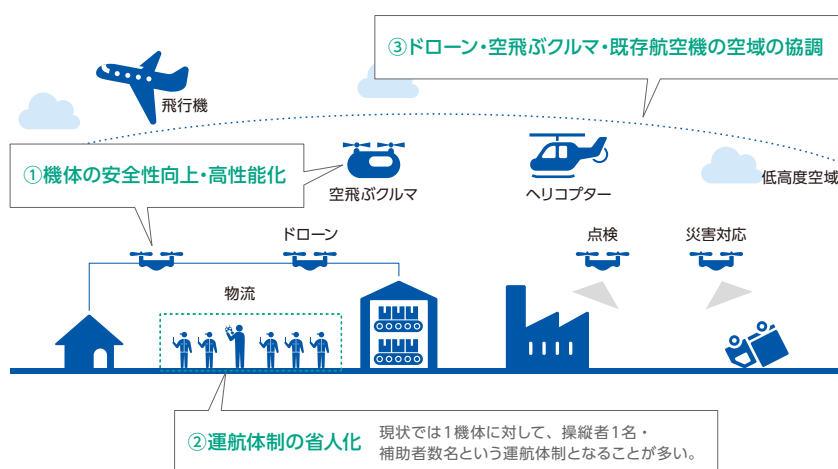 ③ドローン・空飛ぶクルマ・既存航空機の空域の協調
飛行機
①機体の安全性向上・高性能化
空飛ぶクルマ
ヘリコプター
低高度空域
ドローン
点検
災害対応
物流
②運航体制の省人化
現状では1機体に対して、操縦者1名・
補助者数名という運航体制となることが多い。